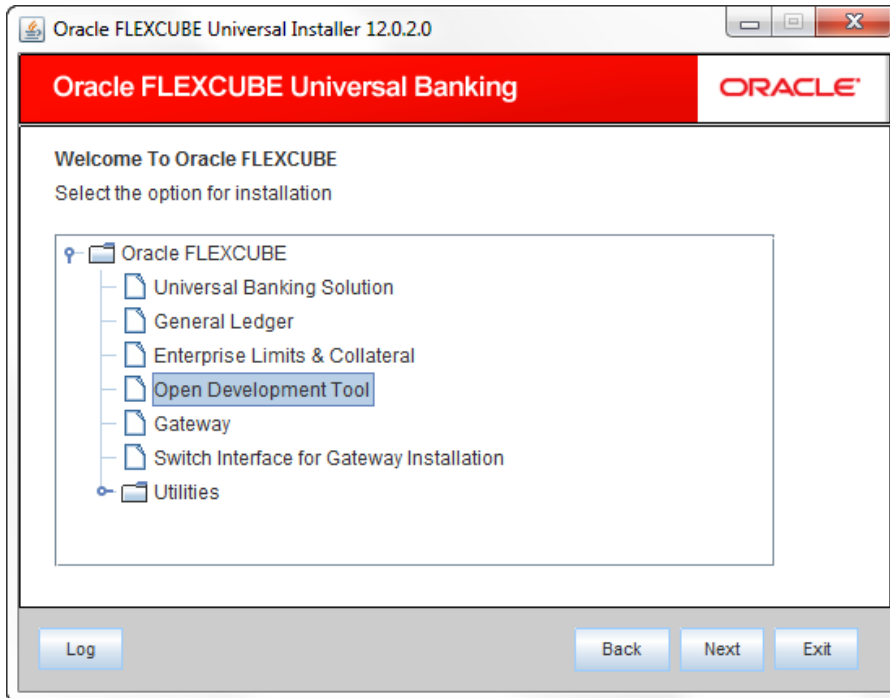 Oracle FLEXCUBE Universal Installer 12.0.2.0
Oracle FLEXCUBE Universal Banking
ORACLE
Welcome To Oracle FLEXCUBE
Select the option for installation
Oracle FLEXCUBE
Universal Banking Solution
General Ledger
Enterprise Limits & Collateral
Open Development Tool
Gateway
Switch Interface for Gateway Installation
Utilities
Log Back Next Exit